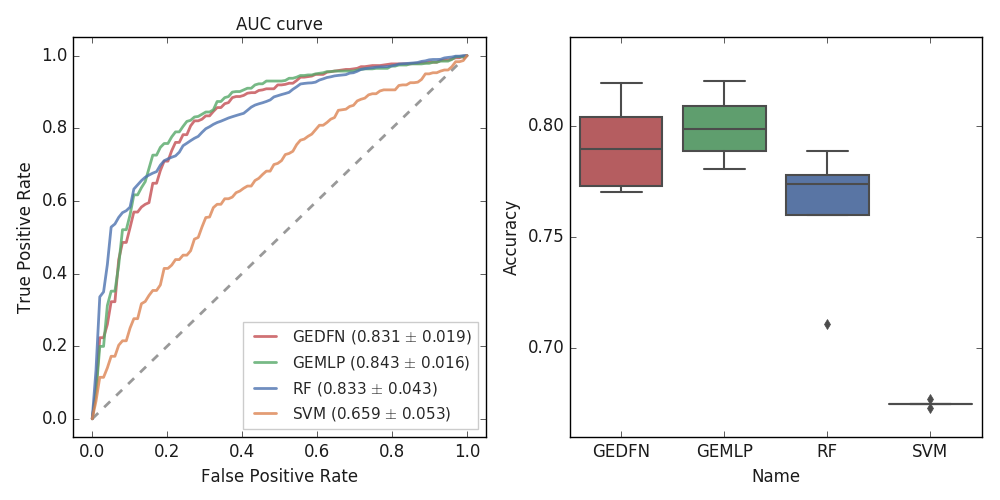 AUC curve
1.0
0.8
0.6
0.4
0.2
0.0
True Positive Rate
0.0 0.2 0.4 0.6 0.8 1.0
False Positive Rate
GEDFN (0.831 ± 0.019)
GEMLP (0.843 ± 0.016)
RF (0.833 ± 0.043)
SVM (0.659 ± 0.053)
0.80
0.75
0.70
Accuracy
GEDFN GEMLP RF SVM
Name